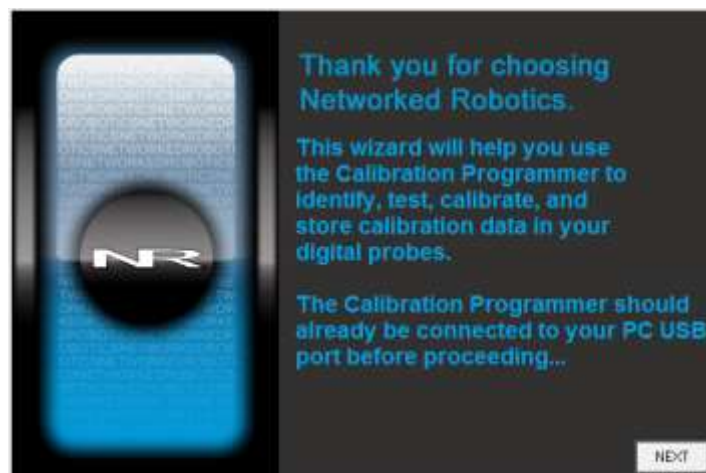 Thank you for choosing
Networked Robotics.
This wizard will help you use
the Calibration Programmer to
identify, test, calibrate, and
store calibration data in your
digital probes.
The Calibration Programmer should
already be connected to your PC USB
port before proceeding...
NR
NEXT